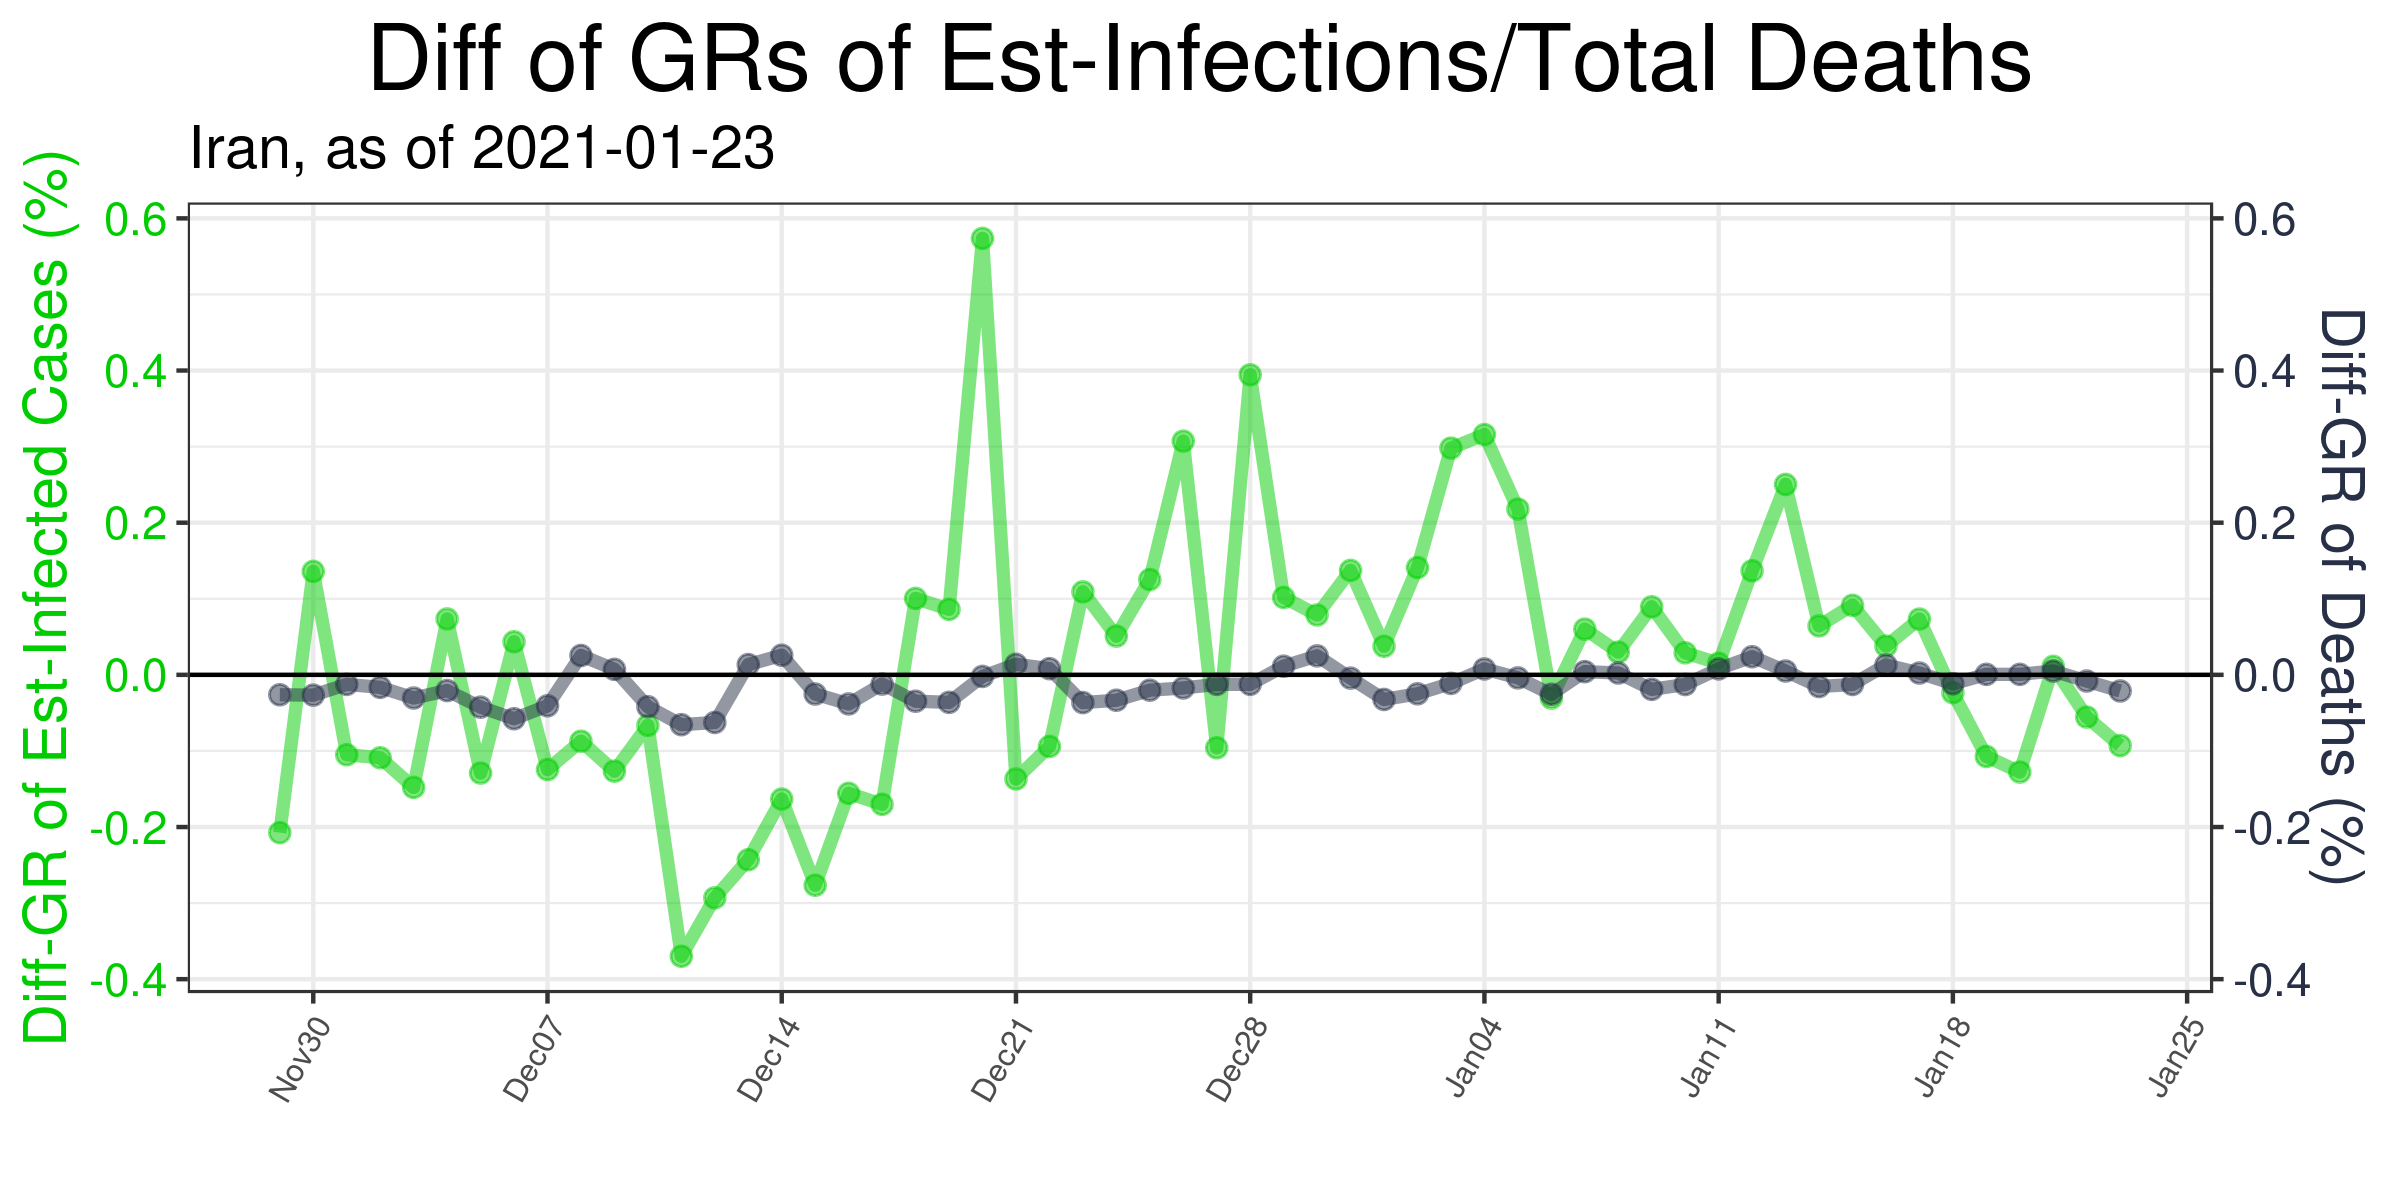 Diff of GRs of Est-Infections/Total Deaths
Iran, as of 2021-01-23
Diff-GR of Est-Infected Cases (%)
0.6
0.4
0.2
0.0
-0.2
-0.4
0.6
0.4
0.2
0.0
-0.2
-0.4
Diff-GR of Deaths (%)
Nov30
Dec07
Dec14
Dec21
Dec28
Jan04
Jan11
Jan18
Jan25